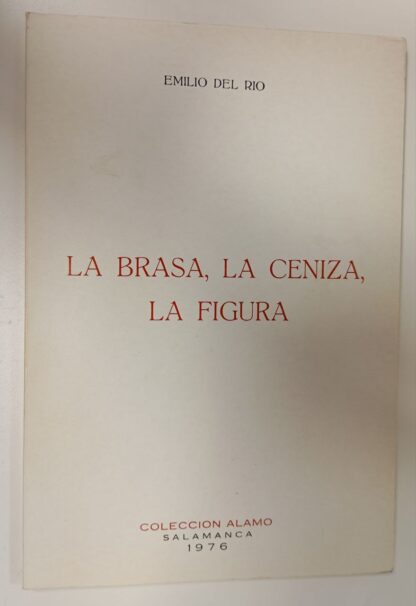 EMILIO DEL RIO
LA BRASA, LA CENIZA,
LA FIGURA
COLECCION ALAMO
SALAMANCA
1976